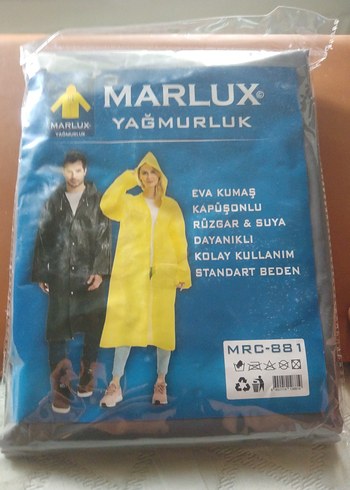 MARLUX©
YAĞMURLUK
MARLUX
YAĞMURLUK
EVA KUMAŞ
KAPÜŞONLU
RÜZGAR & SUYA
DAYANIKLI
KOLAY KULLANIM
STANDART BEDEN
MRC-881